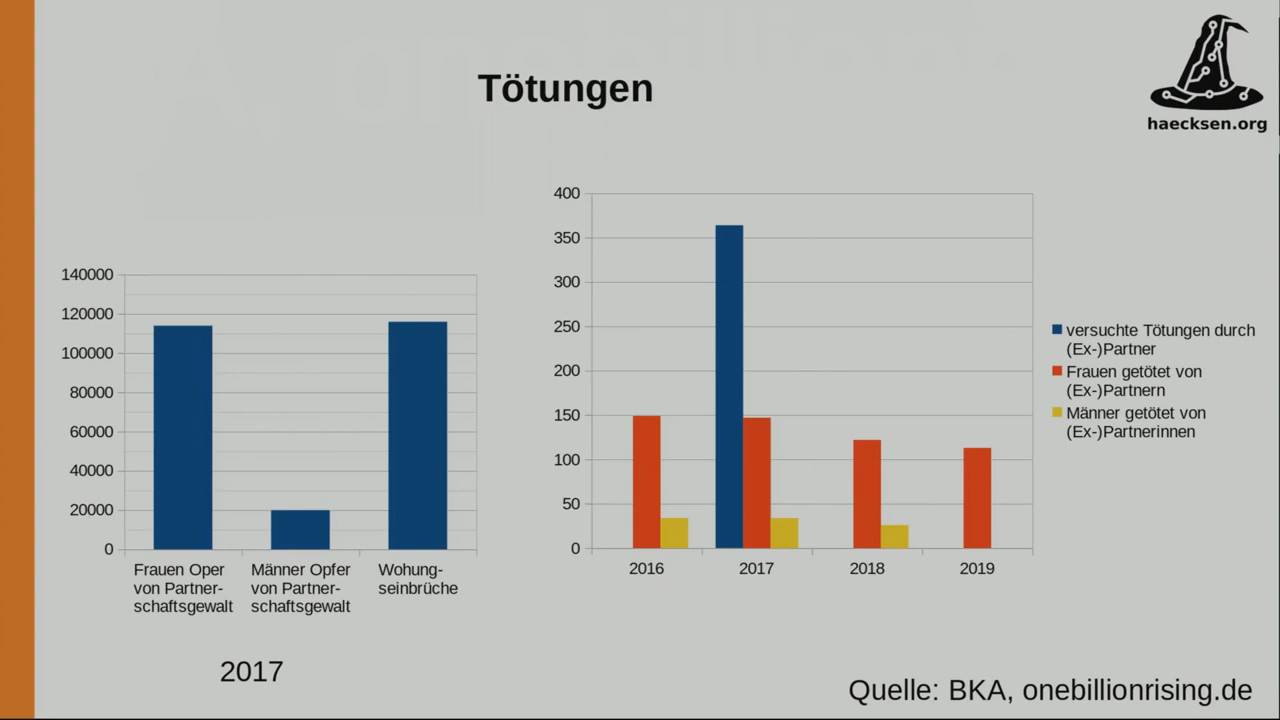 Tötungen
haecksen.org
140000
120000
100000
80000
60000
40000
20000
0
Frauen Oper
von Partner-
schaftsgewalt
Männer Opfer
von Partner-
schaftsgewalt
Wohung-
seinbrüche
2017
400
350
300
250
200
150
100
50
0
2016
2017
2018
2019
versuchte Tötungen durch
(Ex-)Partner
Frauen getötet von
(Ex-)Partnern
Männer getötet von
(Ex-)Partnerinnen
Quelle: BKA, onebillionrising.de